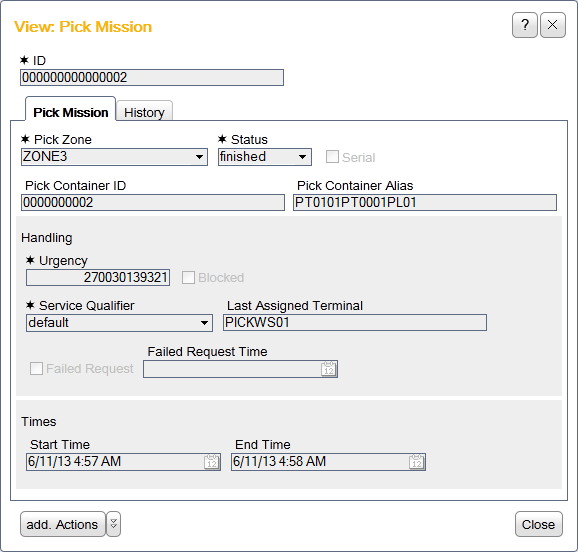 View: Pick Mission
?
✶ ID
000000000000002
Pick Mission History
✶ Pick Zone ✶ Status
ZONE3 finished Serial
Pick Container ID Pick Container Alias
0000000002 PT0101PT0001PL01
Handling
✶ Urgency
270030139321 Blocked
✶ Service Qualifier Last Assigned Terminal
default PICKWS01
Failed Request Time
Failed Request 12
Times
Start Time End Time
6/11/13 4:57 AM 12 6/11/13 4:58 AM 12
add. Actions Close